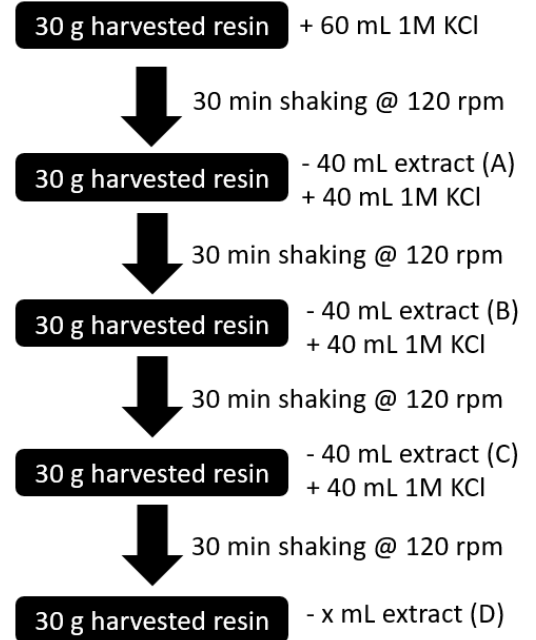 30 g harvested resin + 60 mL 1M KCl
30 min shaking @ 120 rpm
30 g harvested resin - 40 mL extract (A)
+ 40 mL 1M KCl
30 min shaking @ 120 rpm
30 g harvested resin - 40 mL extract (B)
+ 40 mL 1M KCl
30 min shaking @ 120 rpm
30 g harvested resin - 40 mL extract (C)
+ 40 mL 1M KCl
30 min shaking @ 120 rpm
30 g harvested resin - x mL extract (D)